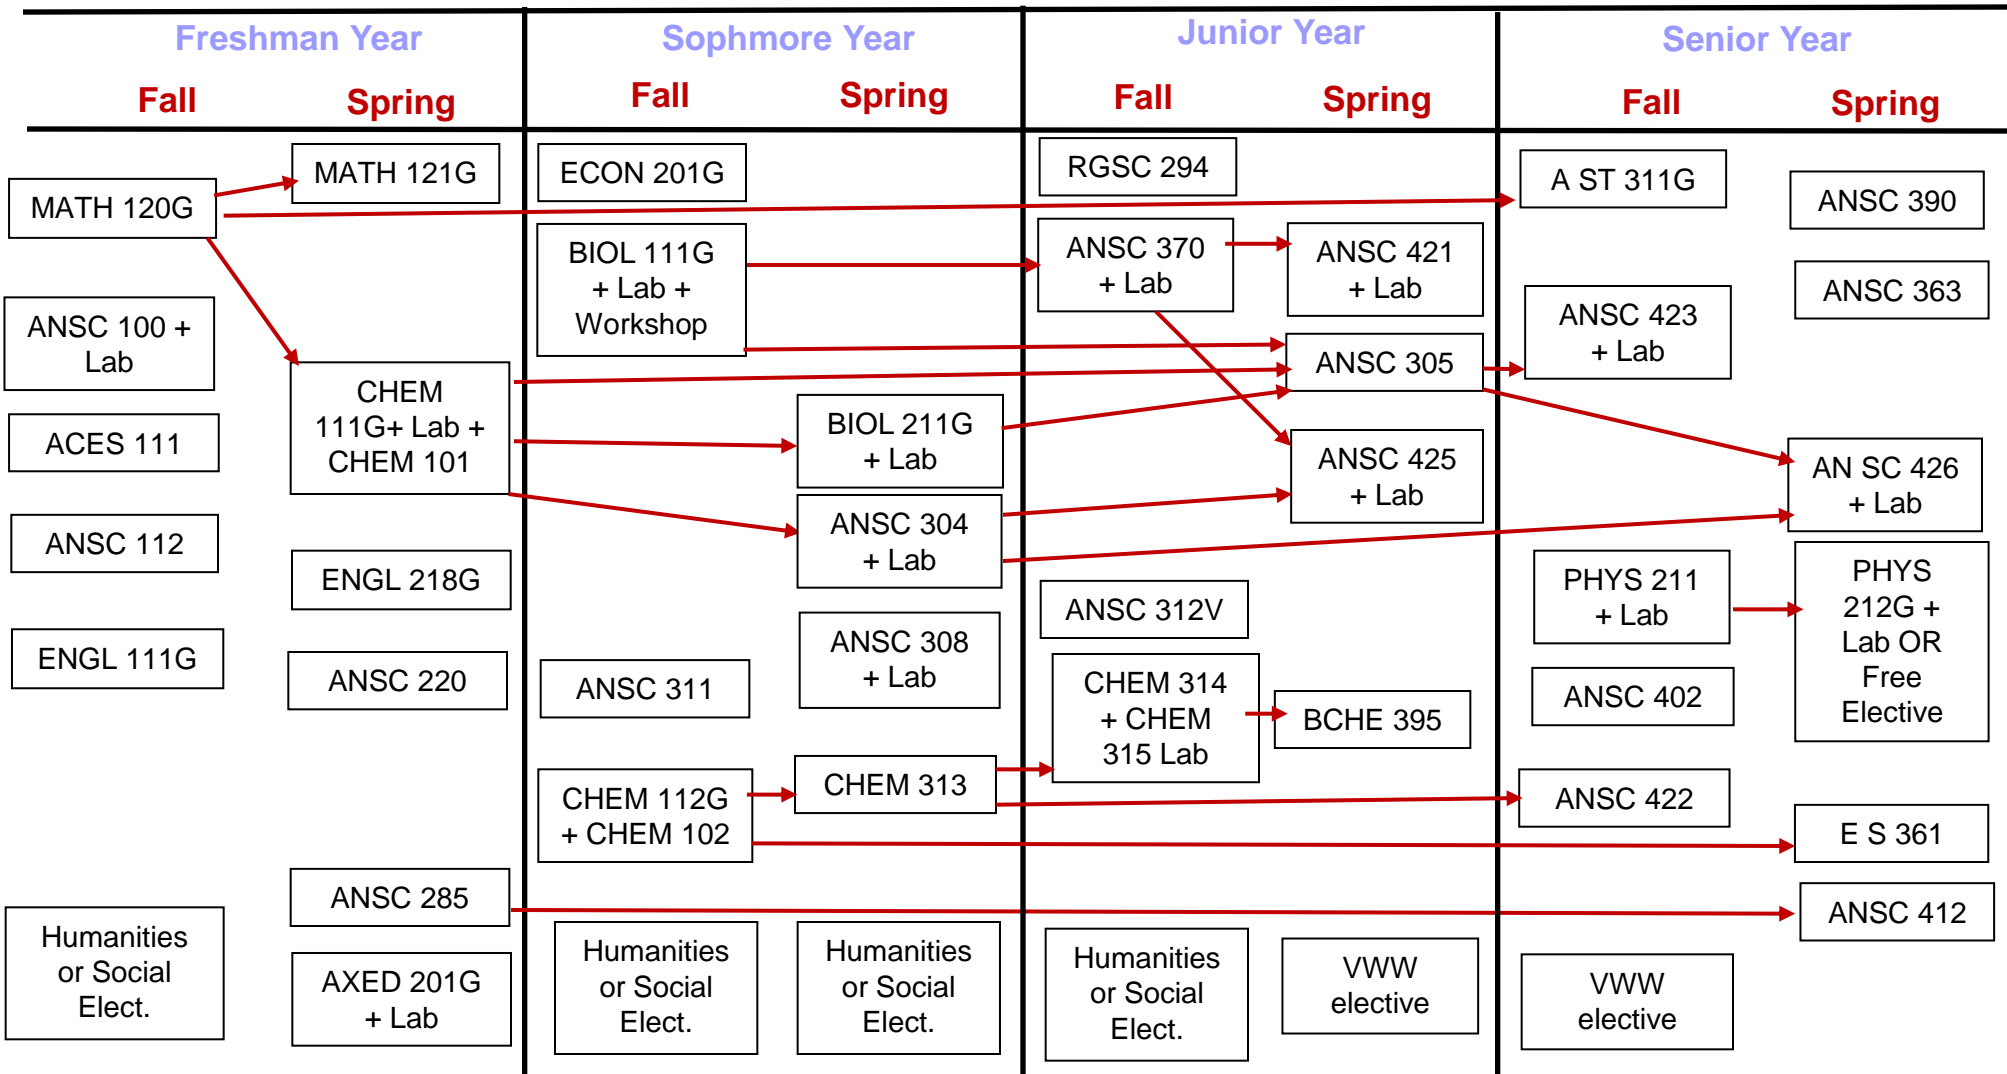 Freshman Year
Sophmore Year
Junior Year
Senior Year
Fall
Spring
Fall
Spring
Fall
Spring
Fall
Spring
MATH 120G
ANSC 100 +
Lab
ACES 111
ANSC 112
ENGL 111G
Humanities
or Social
Elect.
MATH 121G
CHEM
111G+ Lab +
CHEM 101
ENGL 218G
ANSC 220
ANSC 285
AXED 201G
+ Lab
ECON 201G
BIOL 111G
+ Lab +
Workshop
ANSC 311
CHEM 112G
+ CHEM 102
Humanities
or Social
Elect.
BIOL 211G
+ Lab
ANSC 304
+ Lab
ANSC 308
+ Lab
CHEM 313
Humanities
or Social
Elect.
RGSC 294
ANSC 370
+ Lab
ANSC 312V
CHEM 314
+ CHEM
315 Lab
Humanities
or Social
Elect.
ANSC 421
+ Lab
ANSC 305
ANSC 425
+ Lab
BCHE 395
VWW
elective
A ST 311G
ANSC 423
+ Lab
PHYS 211
+ Lab
ANSC 402
ANSC 422
VWW
elective
ANSC 390
ANSC 363
AN SC 426
+ Lab
PHYS
212G +
Lab OR
Free
Elective
E S 361
ANSC 412